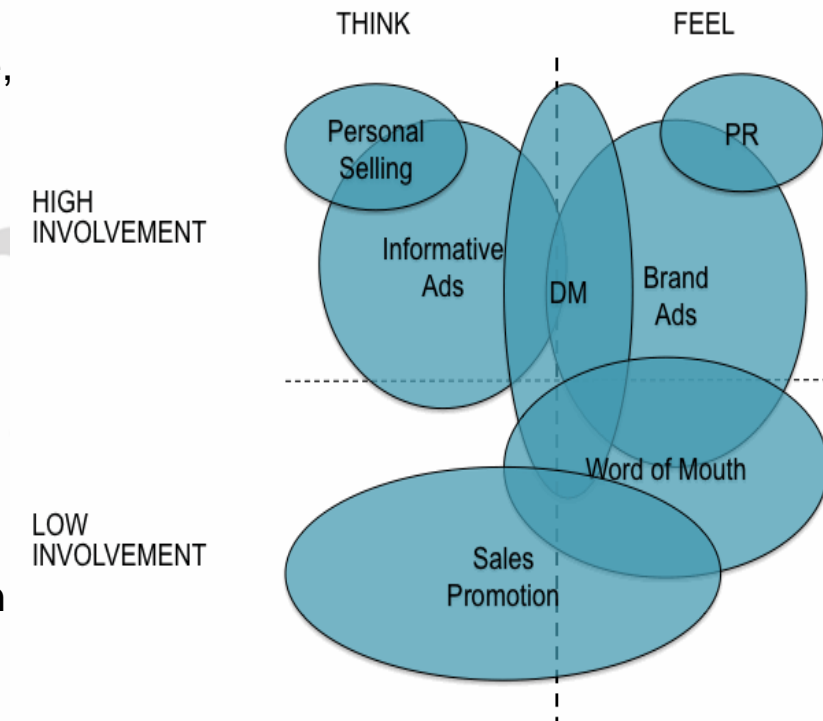 THINK
FEEL
,
Personal
Selling
PR
HIGH
INVOLVEMENT
Informative
Ads
DM
Brand
Ads
Word of Mouth
LOW
INVOLVEMENT
Sales
Promotion